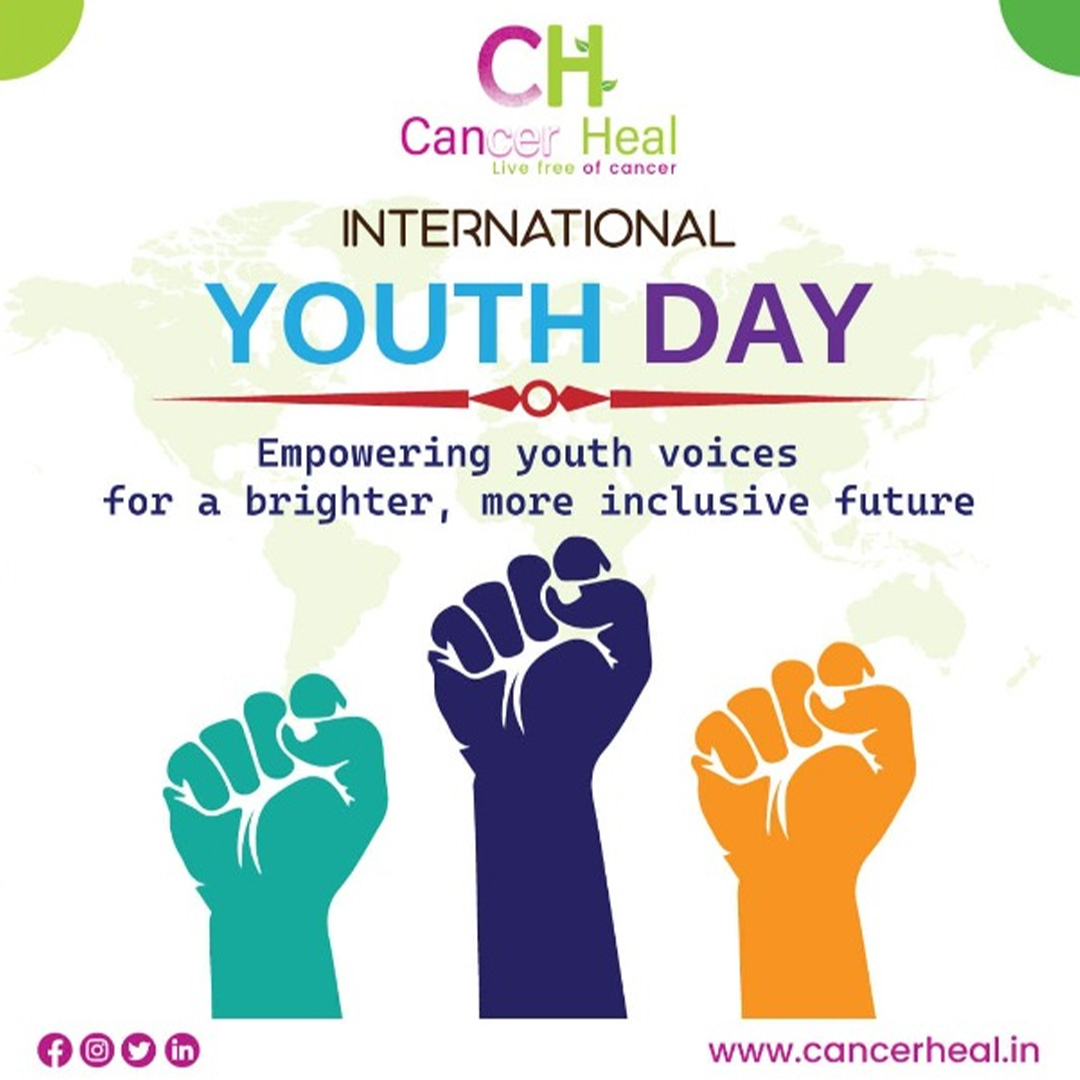 CH
Cancer Heal
Live free of cancer
INTERNATIONAL
YOUTH DAY
Empowering youth voices
for a brighter, more inclusive future
www.cancerheal.in